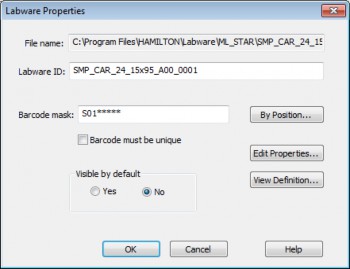 Labware Properties
File name: C:\Program Files\HAMILTON\Labware\ML_STAR\SMP_CAR_24_15
Labware ID: SMP_CAR_24_15x95_A00_0001
Barcode mask: S01***** By Position...
Barcode must be unique
Edit Properties...
Visible by default
View Definition...
Yes No
OK Cancel Help